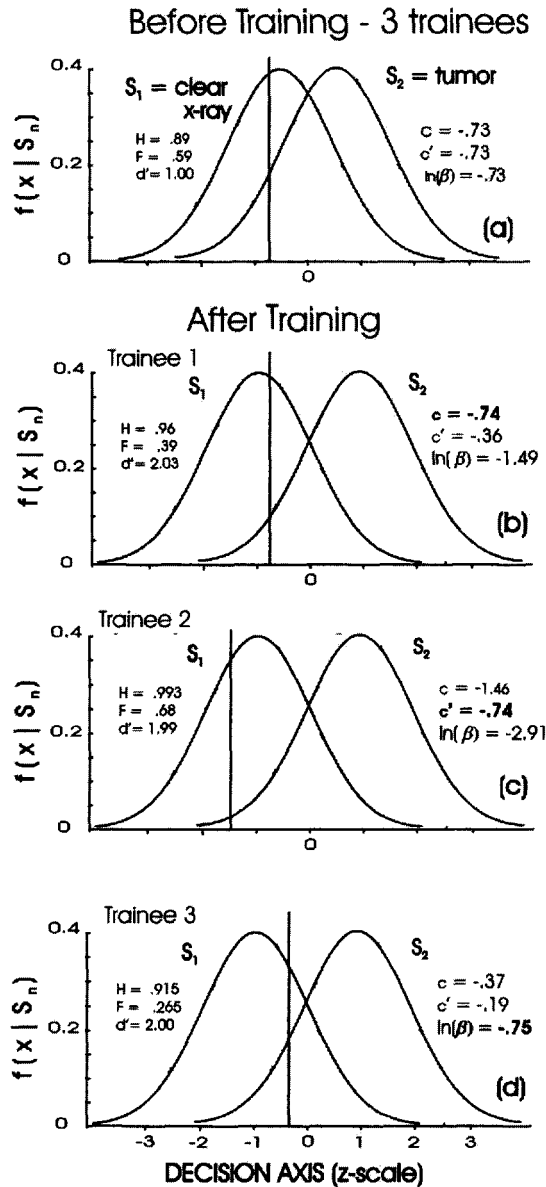 Before Training - 3 trainees
0.4
S₁ = clear
x-ray
S₂ = tumor
H = .89
F = .59
d' = 1.00
c = -.73
c' = -.73
ln(β) = -.73
f(x | Sₙ)
0.2
0
(a)
0
After Training
Trainee 1
0.4
S₁
S₂
H = .96
F = .39
d' = 2.03
c = -.74
c' = -.36
ln(β) = -1.49
f(x | Sₙ)
0.2
0
(b)
0
Trainee 2
0.4
S₁
S₂
H = .993
F = .68
d' = 1.99
c = -1.46
c' = -.74
ln(β) = -2.91
f(x | Sₙ)
0.2
0
(c)
0
Trainee 3
0.4
S₁
S₂
H = .915
F = .265
d' = 2.00
c = -.37
c' = -.19
ln(β) = -.75
f(x | Sₙ)
0.2
0
(d)
-3 -2 -1 0 1 2 3
DECISION AXIS (z-scale)